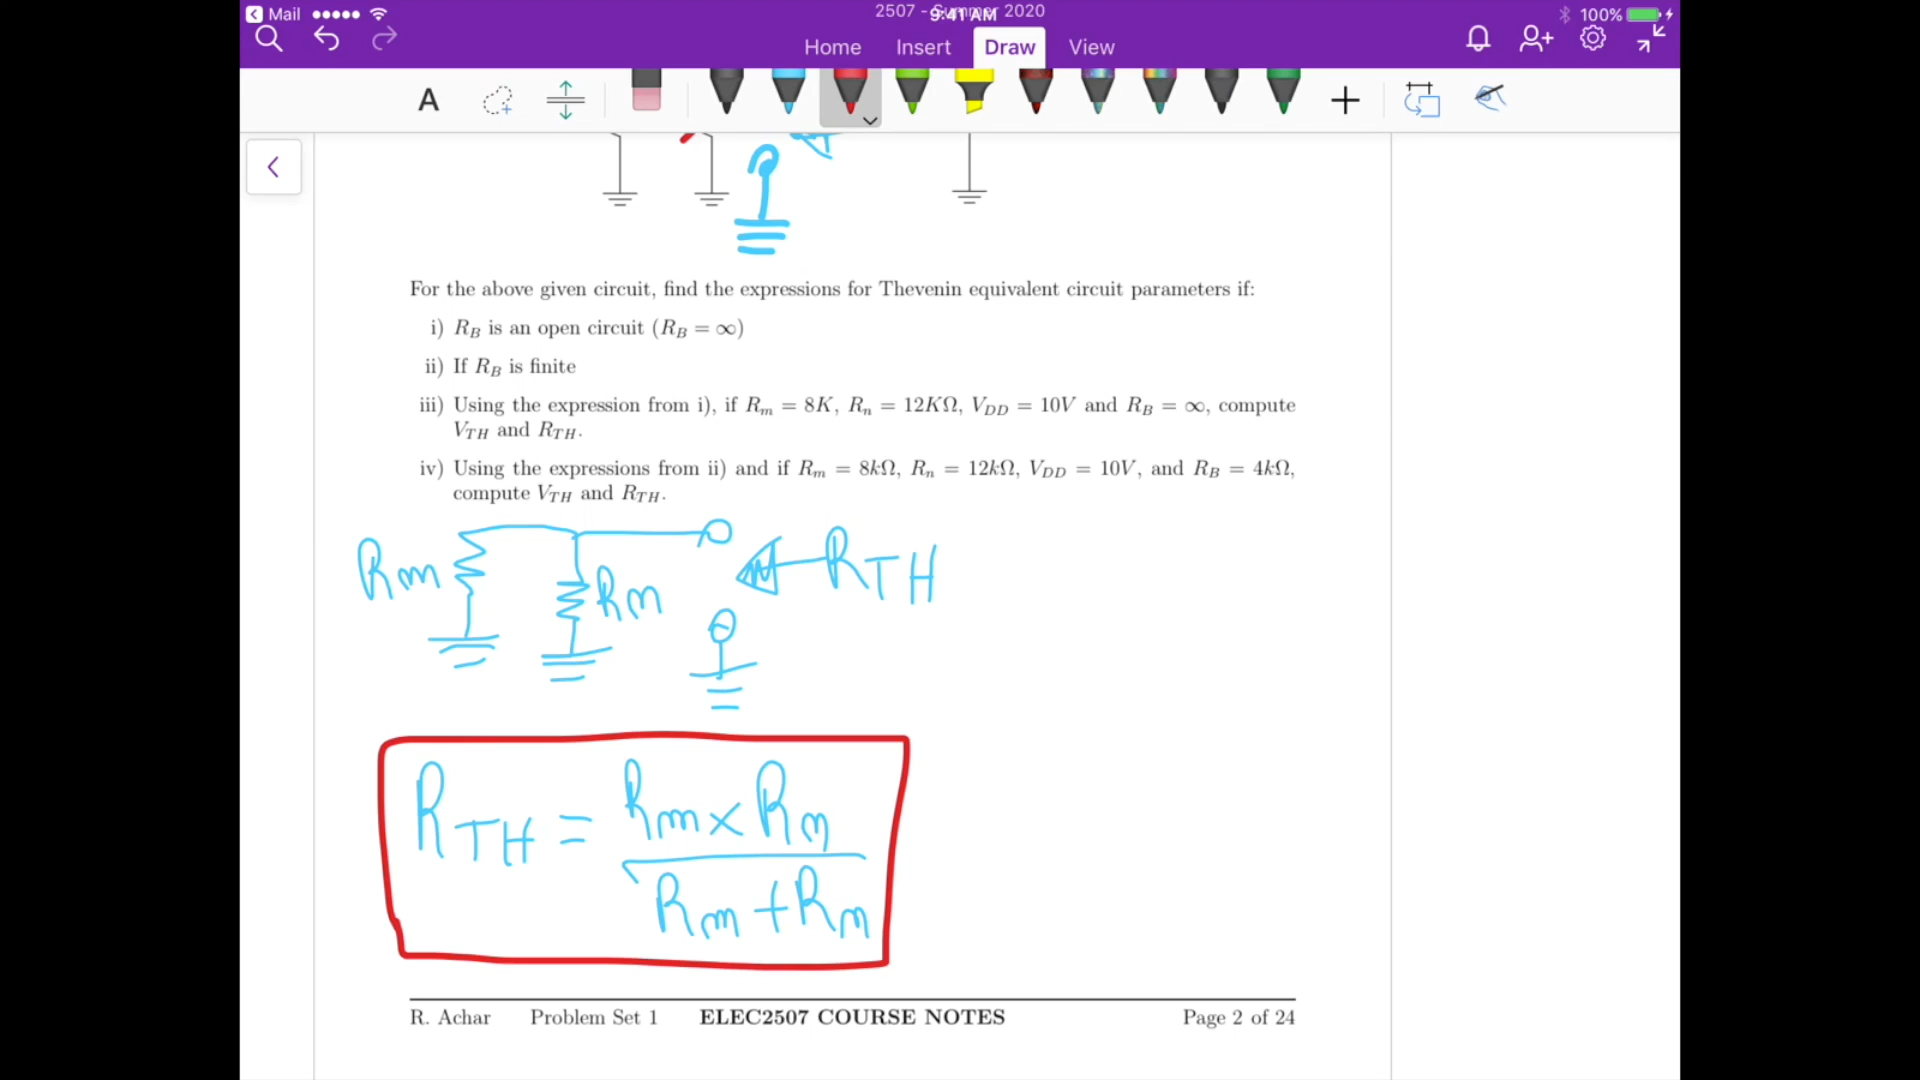 Mail
2507 - Summer 2020
9:41 AM
100%
Home Insert Draw View
A
For the above given circuit, find the expressions for Thevenin equivalent circuit parameters if:
i) R_B is an open circuit (R_B = ∞)
ii) If R_B is finite
iii) Using the expression from i), if R_m = 8K, R_n = 12KΩ, V_DD = 10V and R_B = ∞, compute
V_TH and R_TH.
iv) Using the expressions from ii) and if R_m = 8kΩ, R_n = 12kΩ, V_DD = 10V, and R_B = 4kΩ,
compute V_TH and R_TH.
Rm
Rn
RTH
RTH = Rm × Rn
Rm + Rn
R. Achar Problem Set 1 ELEC2507 COURSE NOTES Page 2 of 24